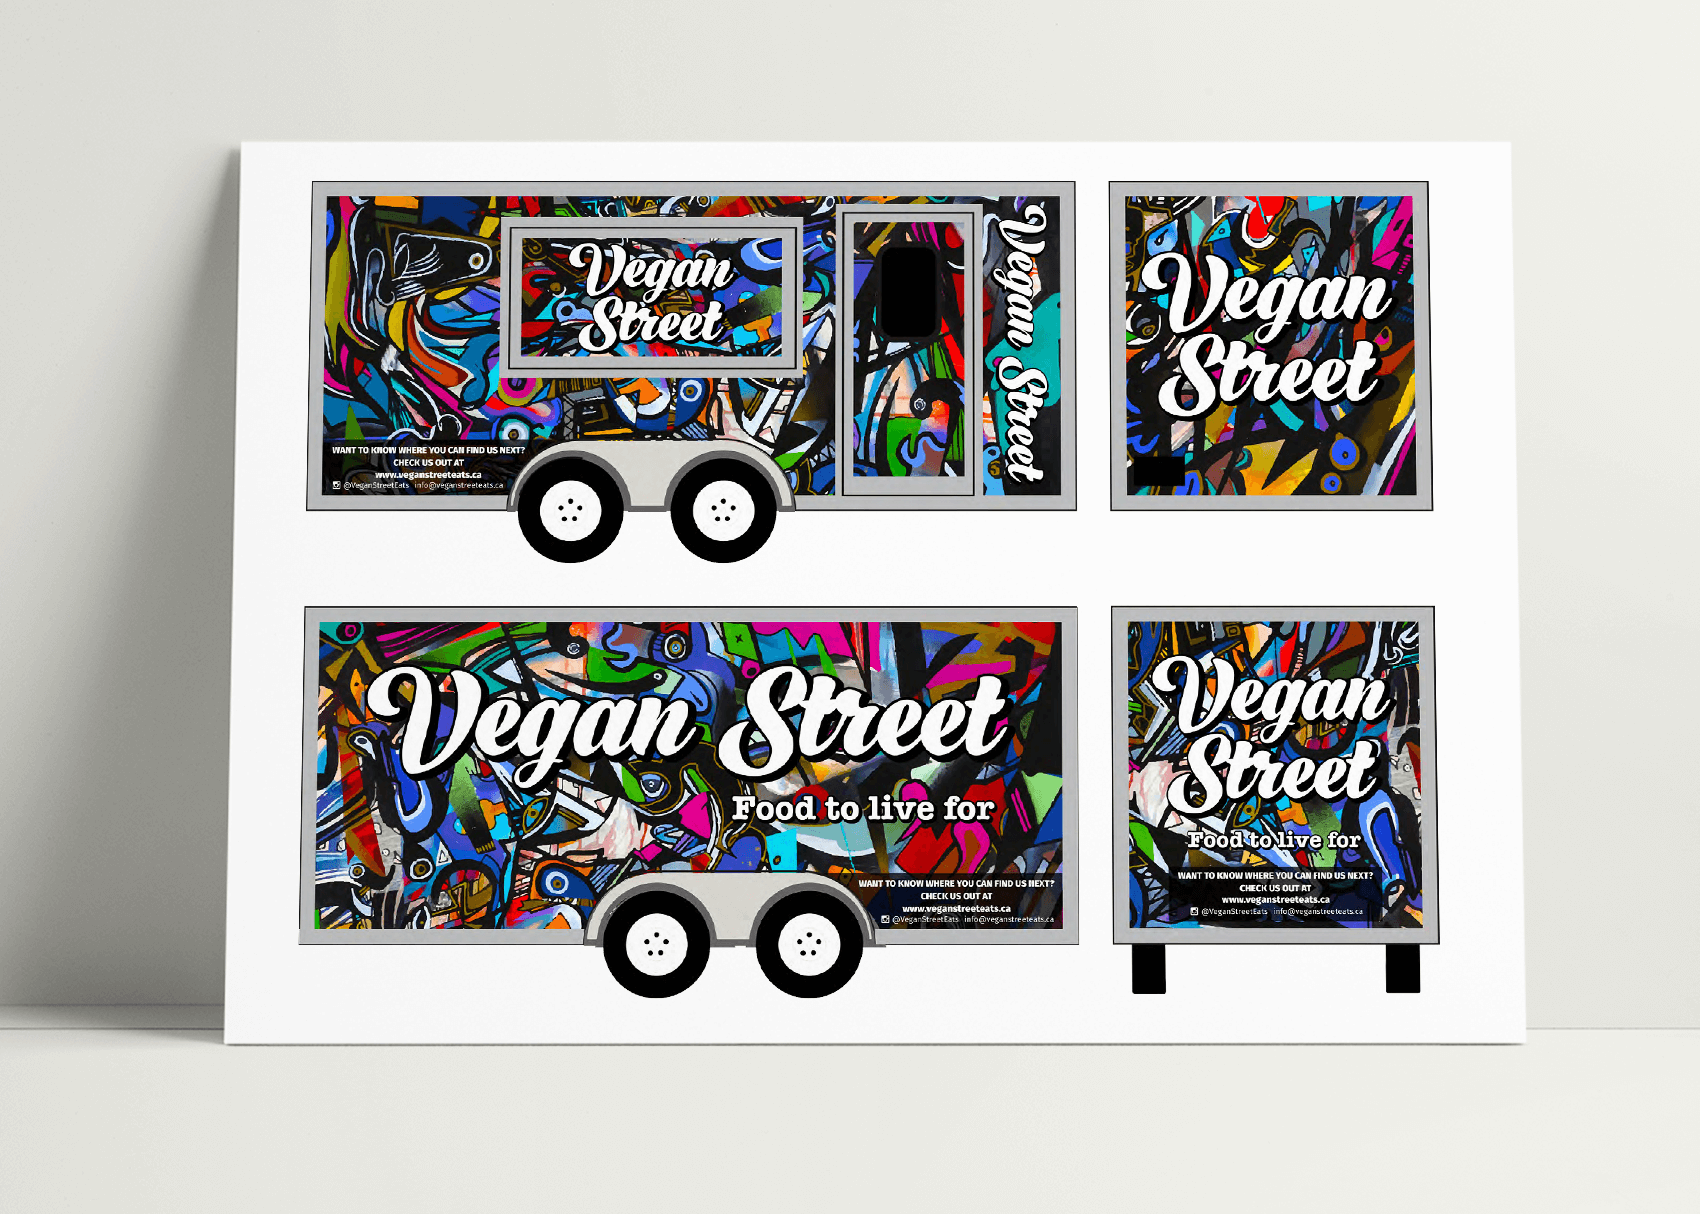 Vegan
Street
Vegan Street
WANT TO KNOW WHERE YOU CAN FIND US NEXT?
CHECK US OUT AT
www.veganstreeteats.ca
@VeganStreetEats info@veganstreeteats.ca
Vegan
Street
Vegan Street
Food to live for
WANT TO KNOW WHERE YOU CAN FIND US NEXT?
CHECK US OUT AT
www.veganstreeteats.ca
@VeganStreetEats info@veganstreeteats.ca
Vegan
Street
Food to live for
WANT TO KNOW WHERE YOU CAN FIND US NEXT?
CHECK US OUT AT
www.veganstreeteats.ca
@VeganStreetEats info@veganstreeteats.ca